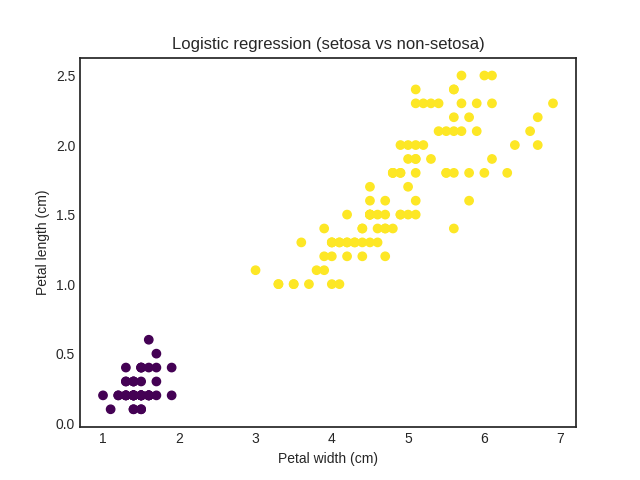 Logistic regression (setosa vs non-setosa)
2.5
2.0
1.5
1.0
0.5
0.0
Petal length (cm)
1 2 3 4 5 6 7
Petal width (cm)